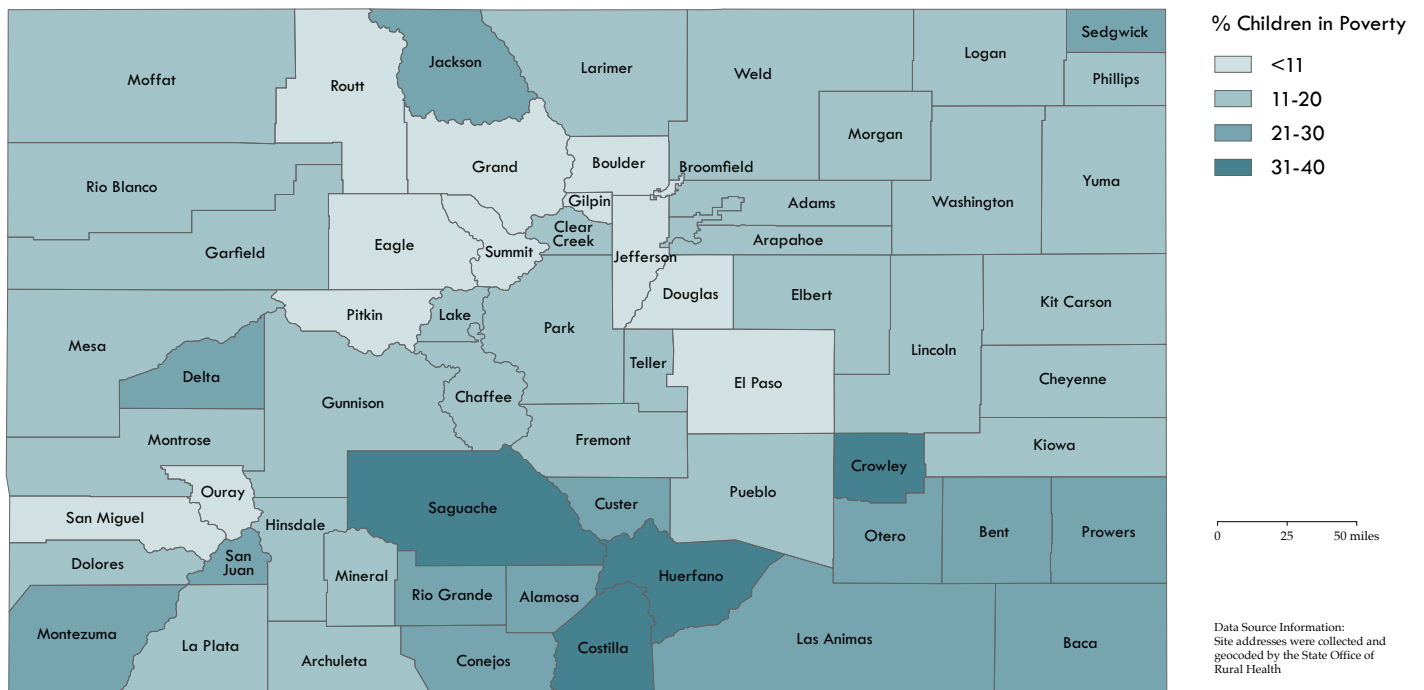 % Children in Poverty
<11
11-20
21-30
31-40
Moffat
Routt
Jackson
Larimer
Weld
Logan
Sedgwick
Phillips
Morgan
Rio Blanco
Grand
Boulder
Broomfield
Gilpin
Adams
Washington
Yuma
Garfield
Eagle
Summit
Clear
Creek
Jefferson
Arapahoe
Douglas
Elbert
Kit Carson
Mesa
Pitkin
Lake
Park
Lincoln
Delta
Gunnison
Chaffee
Teller
El Paso
Cheyenne
Montrose
Fremont
Kiowa
Crowley
Ouray
Saguache
Custer
Pueblo
San Miguel
Hinsdale
Otero
Bent
Prowers
Dolores
San
Juan
Mineral
Rio Grande
Alamosa
Huerfano
Montezuma
La Plata
Archuleta
Conejos
Costilla
Las Animas
Baca
0 25 50 miles
Data Source Information:
Site addresses were collected and
geocoded by the State Office of
Rural Health